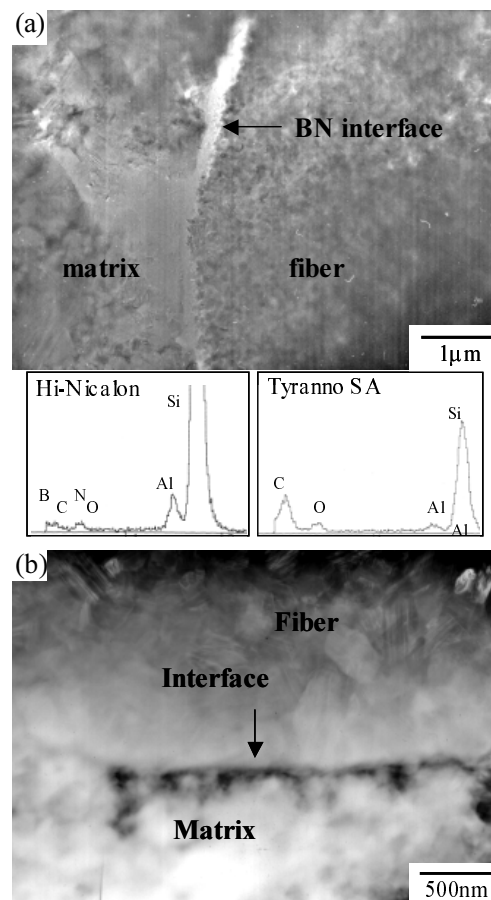 (a)
BN interface
matrix
fiber
1μm
Hi-Nicalon
Si
B
C
N
O
Al
Tyranno SA
Si
C
O
Al
Al
(b)
Fiber
Interface
Matrix
500nm